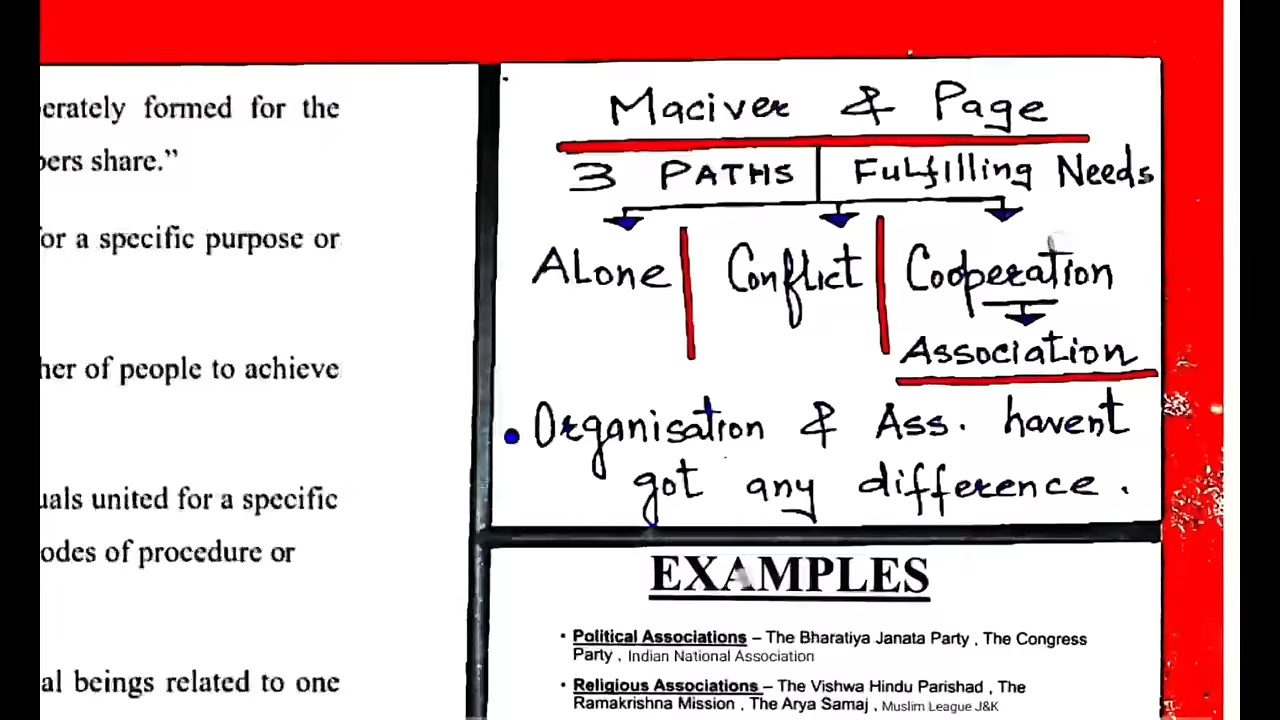 erately formed for the
bers share.”
or a specific purpose or
her of people to achieve
uals united for a specific
odes of procedure or
al beings related to one
Maciver & Page
3 PATHS Fulfilling Needs
Alone Conflict Cooperation
Association
• Organisation & Ass. havent
got any difference.
EXAMPLES
• Political Associations – The Bharatiya Janata Party , The Congress
Party , Indian National Association
• Religious Associations – The Vishwa Hindu Parishad , The
Ramakrishna Mission , The Arya Samaj , Muslim League J&K